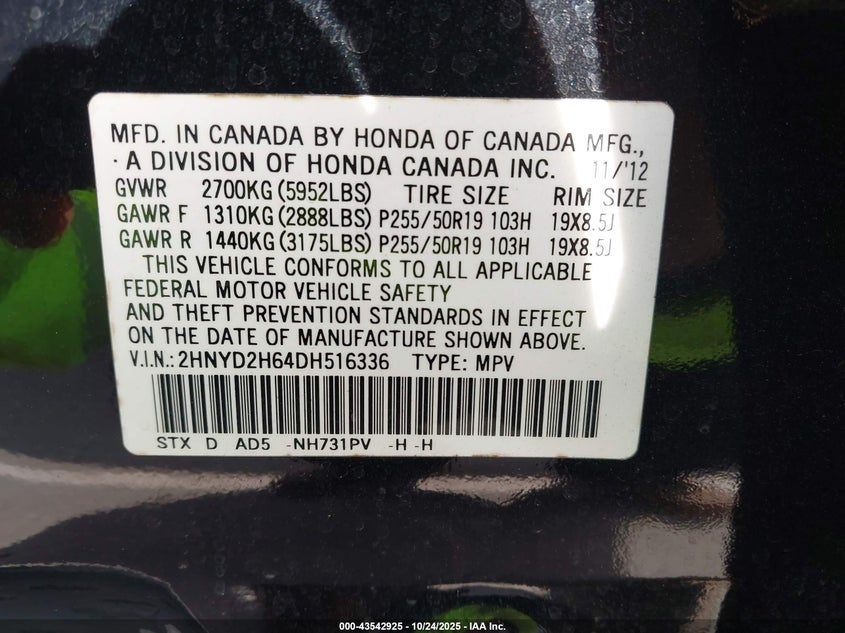 MFD. IN CANADA BY HONDA OF CANADA MFG.,
· A DIVISION OF HONDA CANADA INC. 11/'12
GVWR 2700KG (5952LBS) TIRE SIZE RIM SIZE
GAWR F 1310KG (2888LBS) P255/50R19 103H 19X8.5J
GAWR R 1440KG (3175LBS) P255/50R19 103H 19X8.5J
THIS VEHICLE CONFORMS TO ALL APPLICABLE
FEDERAL MOTOR VEHICLE SAFETY
AND THEFT PREVENTION STANDARDS IN EFFECT
ON THE DATE OF MANUFACTURE SHOWN ABOVE.
V.I.N.: 2HNYD2H64DH516336 TYPE: MPV
STX D AD5 -NH731PV -H -H
000-43542925 - 10/24/2025 - IAA Inc.